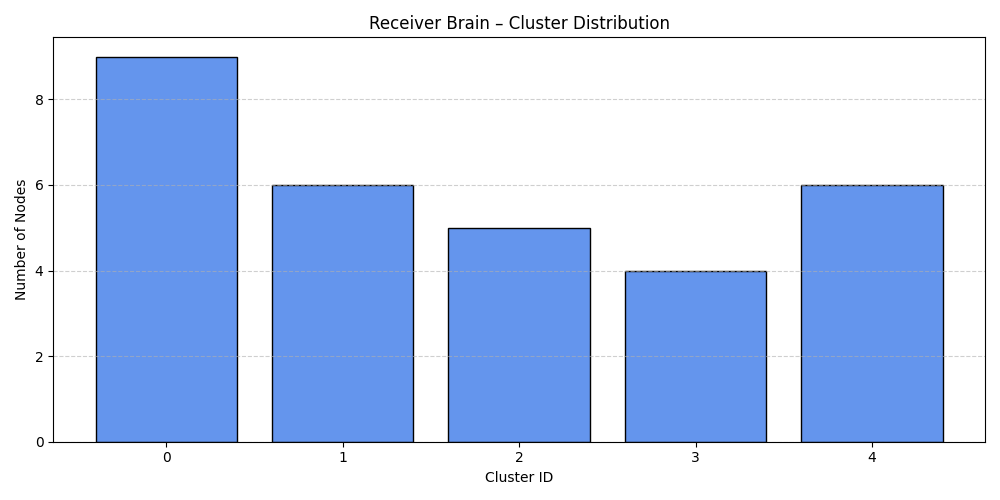 Receiver Brain – Cluster Distribution
Number of Nodes
8
6
4
2
0
0 1 2 3 4
Cluster ID